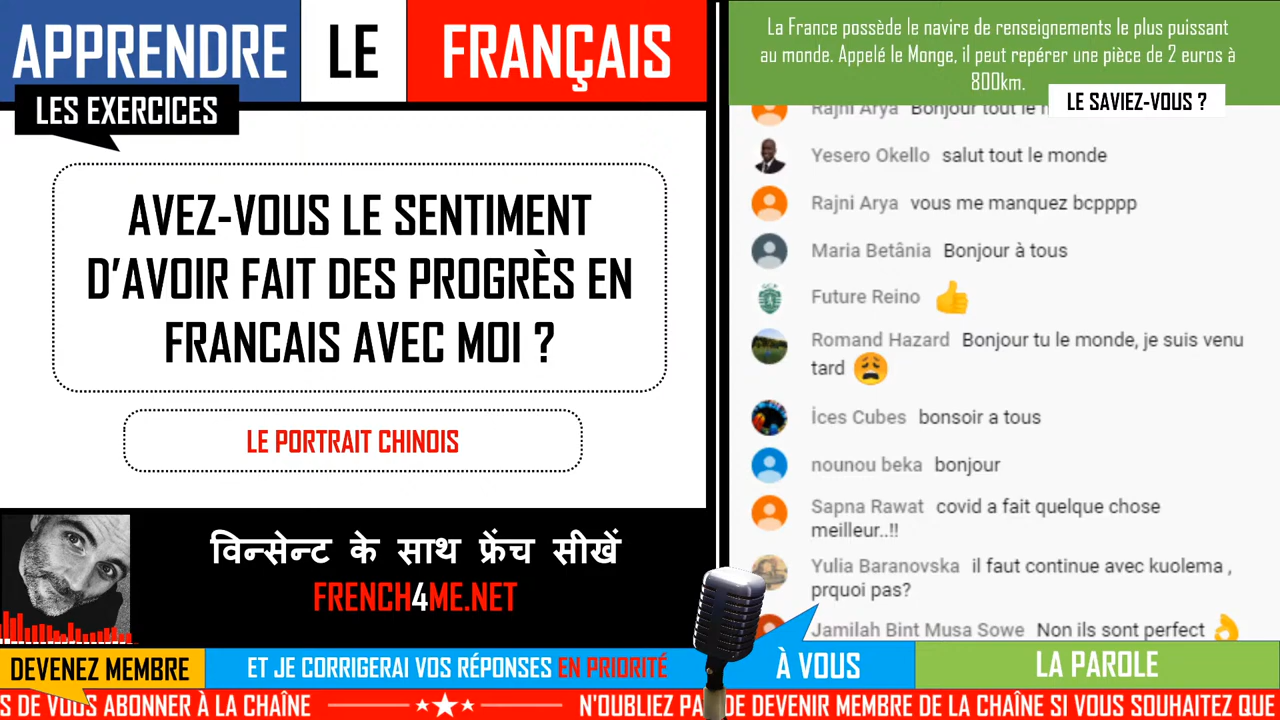 APPRENDRE LE FRANÇAIS
LES EXERCICES
AVEZ-VOUS LE SENTIMENT
D'AVOIR FAIT DES PROGRÈS EN
FRANCAIS AVEC MOI ?
LE PORTRAIT CHINOIS
विन्सेन्ट के साथ फ्रेंच सीखें
FRENCH4ME.NET
La France possède le navire de renseignements le plus puissant
au monde. Appelé le Monge, il peut repérer une pièce de 2 euros à
800km.
LE SAVIEZ-VOUS ?
Rajni Arya Bonjour tout le
Yesero Okello salut tout le monde
Rajni Arya vous me manquez bcpppp
Maria Betânia Bonjour à tous
Future Reino 👍
Romand Hazard Bonjour tu le monde, je suis venu
tard 😩
İces Cubes bonsoir a tous
nounou beka bonjour
Sapna Rawat covid a fait quelque chose
meilleur..!!
Yulia Baranovska il faut continue avec kuolema ,
prquoi pas?
Jamilah Bint Musa Sowe Non ils sont perfect 👌
DEVENEZ MEMBRE
ET JE CORRIGERAI VOS RÉPONSES EN PRIORITÉ
À VOUS
LA PAROLE
S DE VOUS ABONNER À LA CHAÎNE N'OUBLIEZ PA DE DEVENIR MEMBRE DE LA CHAÎNE SI VOUS SOUHAITEZ QUE